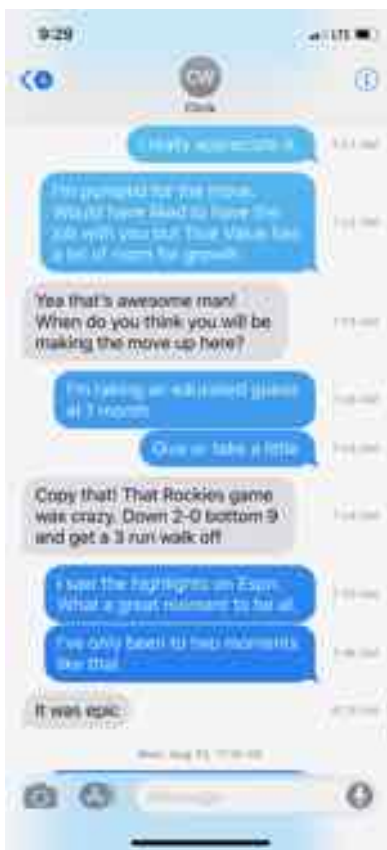 9:29
LTE
CW
I really appreciate it
I'm pumped for the move.
Would have liked to have the
job with you but True Value has
a lot of room for growth.
Yea that's awesome man!
When do you think you will be
making the move up here?
I'm taking an educated guess
at 1 month
Give or take a little
Copy that! That Rockies game
was crazy. Down 2-0 bottom 9
and get a 3 run walk off
I saw the highlights on Espn.
What a great moment to be at
I've only been to two moments
like that
It was epic